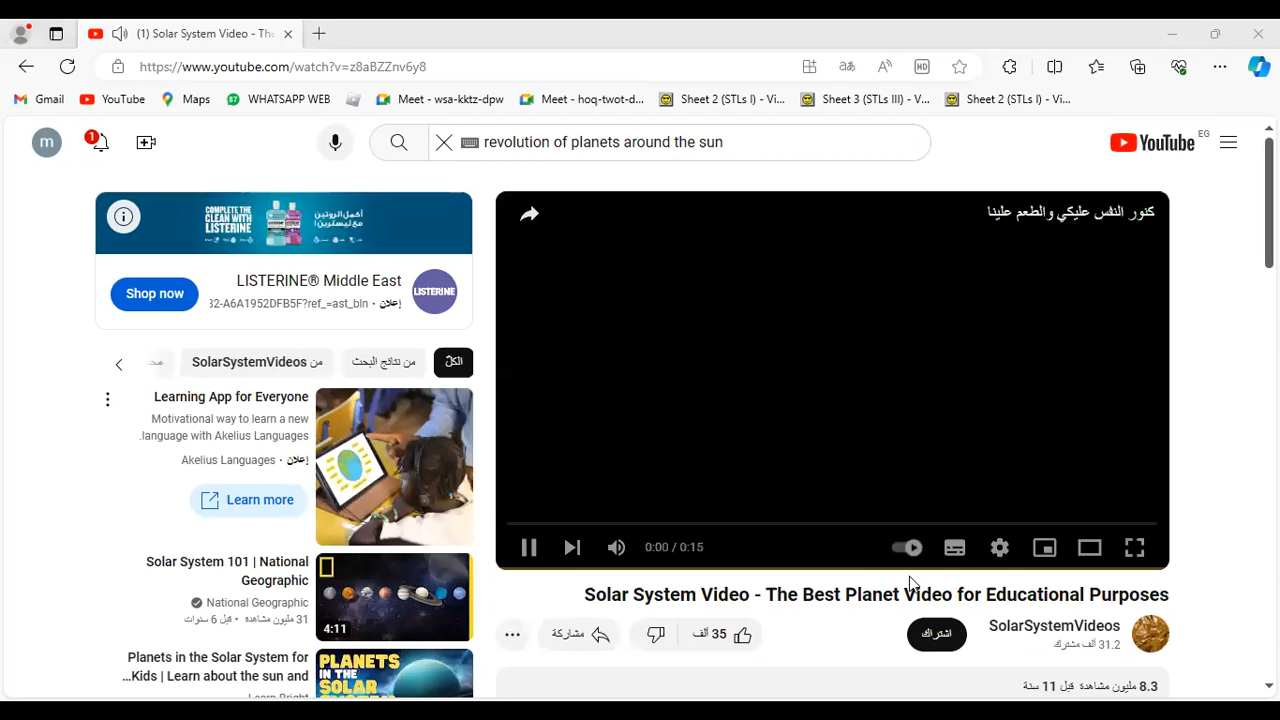 (1) Solar System Video - The
https://www.youtube.com/watch?v=z8aBZZnv6y8
Gmail
YouTube
Maps
WHATSAPP WEB
Meet - wsa-kktz-dpw
Meet - hoq-twot-d...
Sheet 2 (STLs I) - Vi...
Sheet 3 (STLs III) - V...
Sheet 2 (STLs I) - Vi...
m
1
revolution of planets around the sun
YouTube EG
COMPLETE THE CLEAN WITH LISTERINE
أكمل الروتين مع ليسترين!
LISTERINE® Middle East
إعلان • 32-A6A1952DFB5F?ref_=ast_bln
Shop now
LISTERINE
الكلّ
من نتائج البحث
من SolarSystemVideos
Learning App for Everyone
Motivational way to learn a new
language with Akelius Languages.
إعلان • Akelius Languages
Learn more
Solar System 101 | National
Geographic
National Geographic
31 مليون مشاهدة • قبل 6 سنوات
4:11
Planets in the Solar System for
Kids | Learn about the sun and...
PLANETS
IN THE
SOLAR
كنور النفس عليكي والطعم علينا
0:00 / 0:15
HD
Solar System Video - The Best Planet Video for Educational Purposes
SolarSystemVideos
31.2 ألف مشترك
اشتراك
35 ألف
مشاركة
8.3 مليون مشاهدة قبل 11 سنة